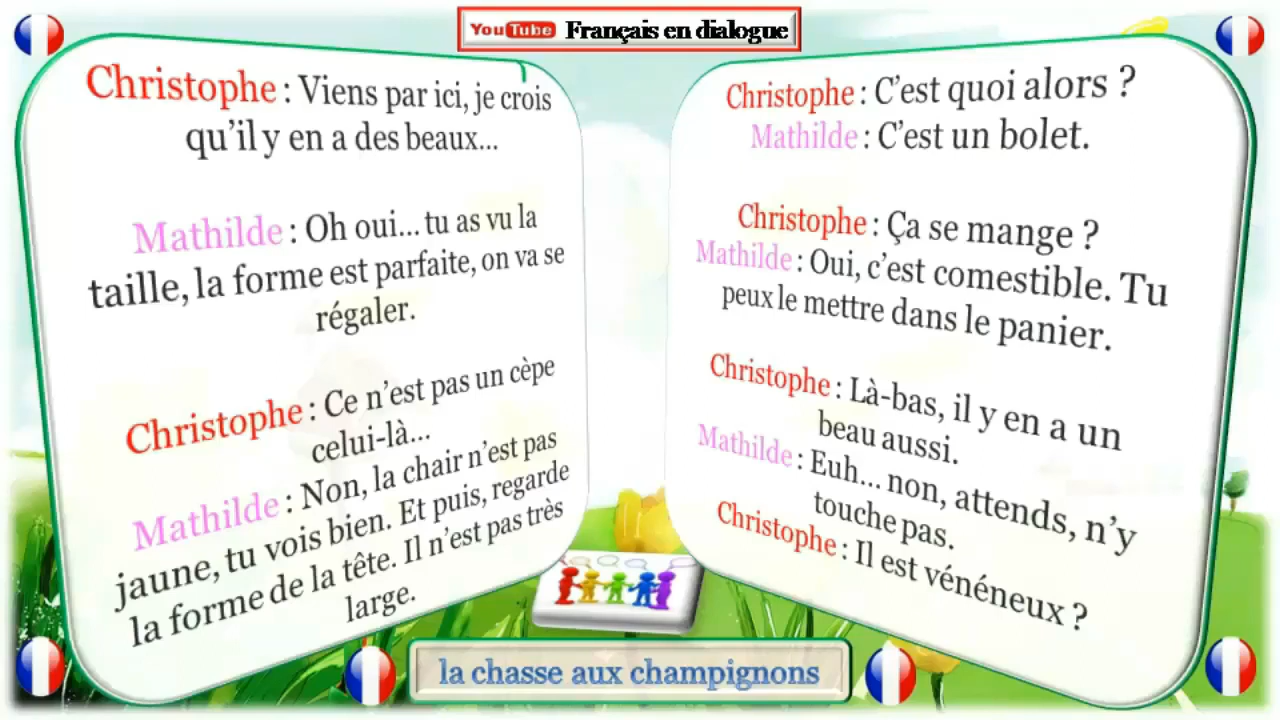 YouTube Français en dialogue
Christophe : Viens par ici, je crois
qu'il y en a des beaux...
Mathilde : Oh oui... tu as vu la
taille, la forme est parfaite, on va se
régaler.
Christophe : Ce n'est pas un cèpe
celui-là...
Mathilde : Non, la chair n'est pas
jaune, tu vois bien. Et puis, regarde
la forme de la tête. Il n'est pas très
large.
Christophe : C'est quoi alors ?
Mathilde : C'est un bolet.
Christophe : Ça se mange ?
Mathilde : Oui, c'est comestible. Tu
peux le mettre dans le panier.
Christophe : Là-bas, il y en a un
beau aussi.
Mathilde : Euh... non, attends, n'y
touche pas.
Christophe : Il est vénéneux ?
la chasse aux champignons